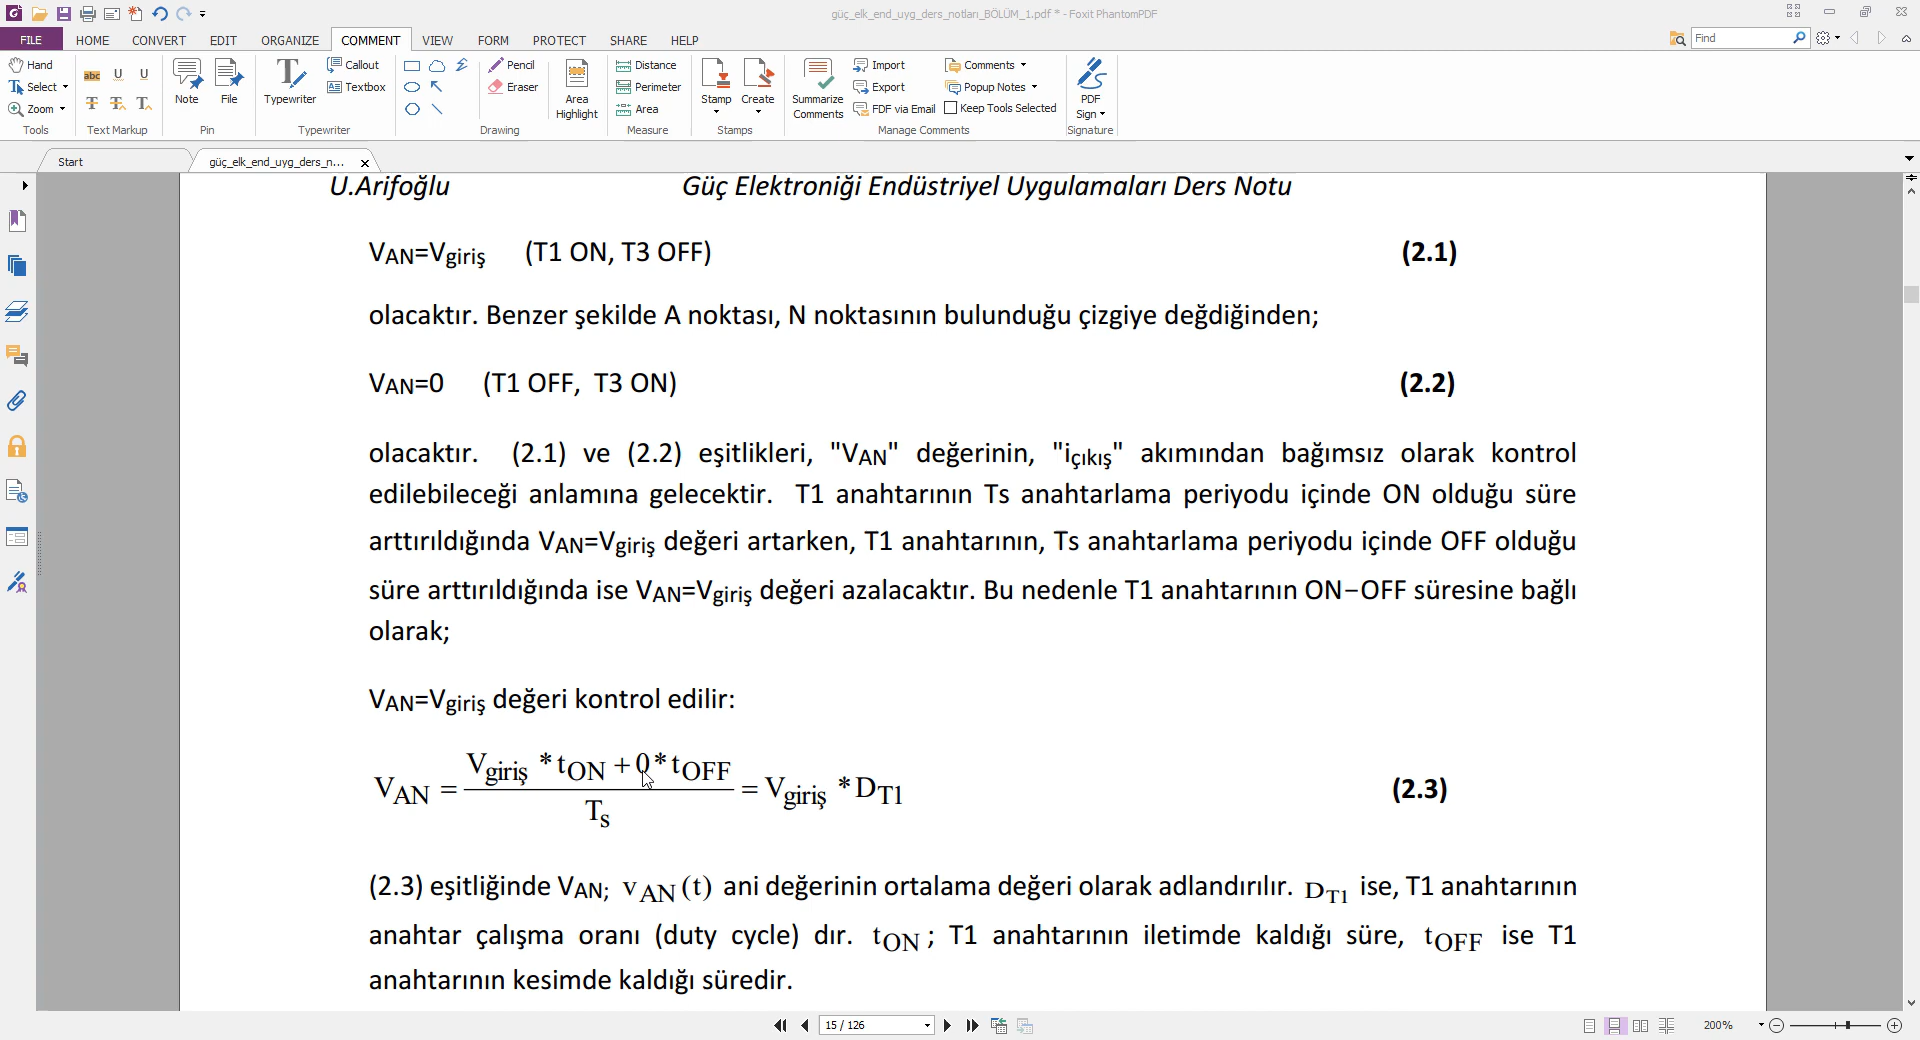 güç_elk_end_uyg_ders_notları_BÖLÜM_1.pdf * - Foxit PhantomPDF
FILE HOME CONVERT EDIT ORGANIZE COMMENT VIEW FORM PROTECT SHARE HELP Find
Hand
Select
Zoom
Tools
abc U U
T T T
Text Markup
Note File
Pin
Typewriter
Callout
Textbox
Typewriter
Pencil
Eraser
Drawing
Area Highlight
Distance
Perimeter
Area
Measure
Stamp Create
Stamps
Summarize Comments
Import
Export
FDF via Email
Comments
Popup Notes
Keep Tools Selected
Manage Comments
PDF Sign
Signature
Start güç_elk_end_uyg_ders_n...
U.Arifoğlu Güç Elektroniği Endüstriyel Uygulamaları Ders Notu
VAN=Vgiriş (T1 ON, T3 OFF) (2.1)
olacaktır. Benzer şekilde A noktası, N noktasının bulunduğu çizgiye değdiğinden;
VAN=0 (T1 OFF, T3 ON) (2.2)
olacaktır. (2.1) ve (2.2) eşitlikleri, "VAN" değerinin, "içıkış" akımından bağımsız olarak kontrol
edilebileceği anlamına gelecektir. T1 anahtarının Ts anahtarlama periyodu içinde ON olduğu süre
arttırıldığında VAN=Vgiriş değeri artarken, T1 anahtarının, Ts anahtarlama periyodu içinde OFF olduğu
süre arttırıldığında ise VAN=Vgiriş değeri azalacaktır. Bu nedenle T1 anahtarının ON–OFF süresine bağlı
olarak;
VAN=Vgiriş değeri kontrol edilir:
Vgiriş * tON + 0 * tOFF
VAN = = Vgiriş * DT1 (2.3)
Ts
(2.3) eşitliğinde VAN; vAN(t) ani değerinin ortalama değeri olarak adlandırılır. DT1 ise, T1 anahtarının
anahtar çalışma oranı (duty cycle) dır. tON; T1 anahtarının iletimde kaldığı süre, tOFF ise T1
anahtarının kesimde kaldığı süredir.
15 / 126 200%